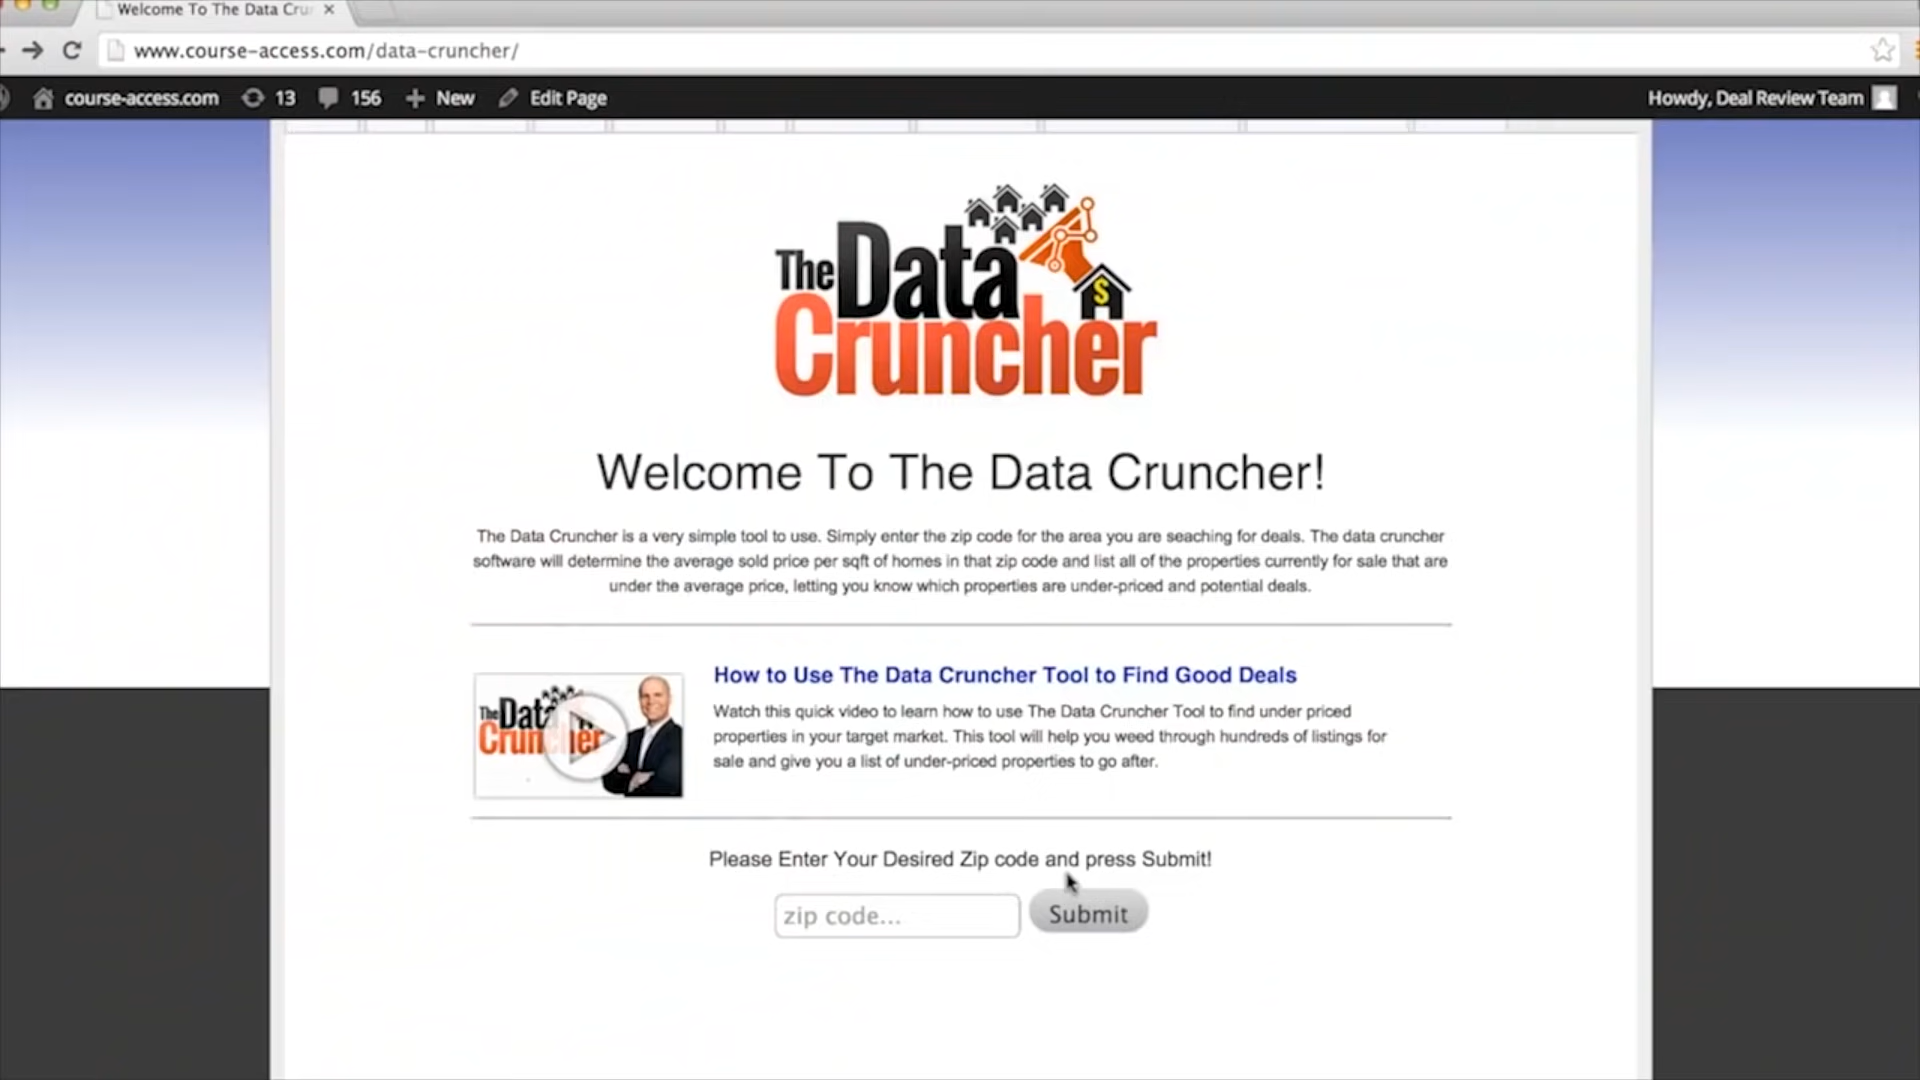 Welcome To The Data Cru
www.course-access.com/data-cruncher/
course-access.com 13 156 New Edit Page Howdy, Deal Review Team
The Data
Cruncher
$
Welcome To The Data Cruncher!
The Data Cruncher is a very simple tool to use. Simply enter the zip code for the area you are seaching for deals. The data cruncher
software will determine the average sold price per sqft of homes in that zip code and list all of the properties currently for sale that are
under the average price, letting you know which properties are under-priced and potential deals.
The Data
Cruncher
How to Use The Data Cruncher Tool to Find Good Deals
Watch this quick video to learn how to use The Data Cruncher Tool to find under priced
properties in your target market. This tool will help you weed through hundreds of listings for
sale and give you a list of under-priced properties to go after.
Please Enter Your Desired Zip code and press Submit!
zip code... Submit